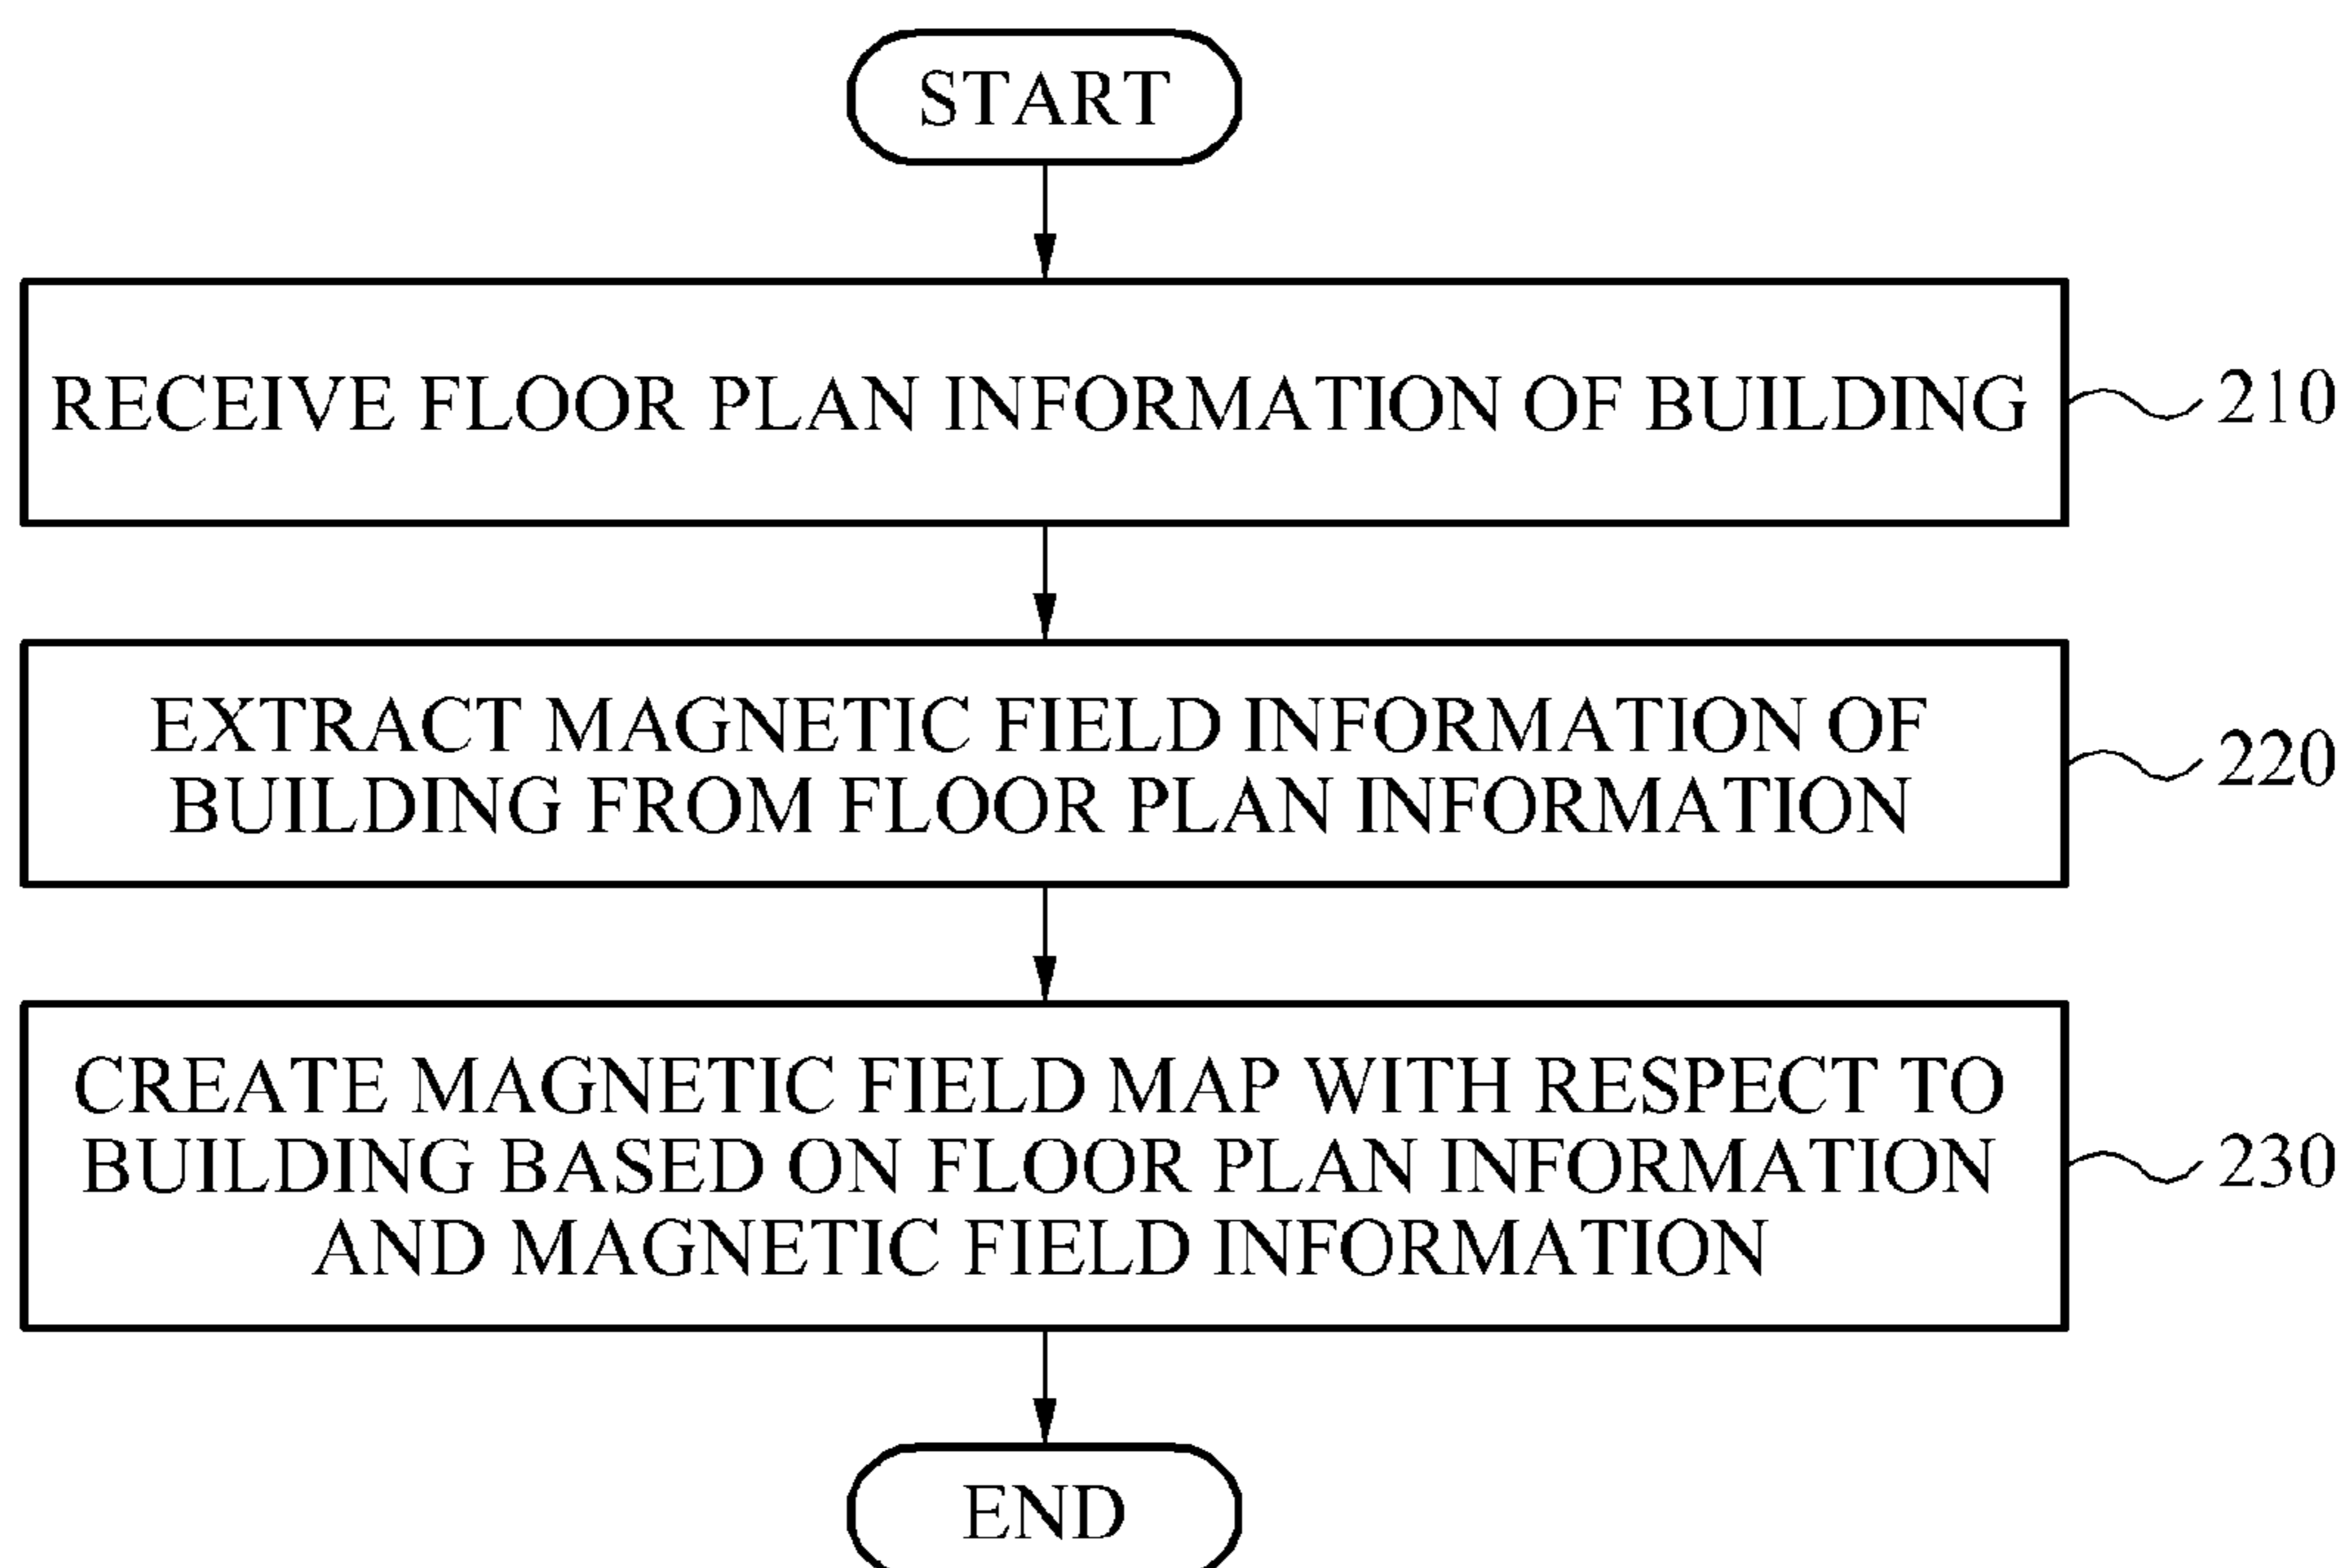 START
RECEIVE FLOOR PLAN INFORMATION OF BUILDING
210
EXTRACT MAGNETIC FIELD INFORMATION OF
BUILDING FROM FLOOR PLAN INFORMATION
220
CREATE MAGNETIC FIELD MAP WITH RESPECT TO
BUILDING BASED ON FLOOR PLAN INFORMATION
AND MAGNETIC FIELD INFORMATION
230
END